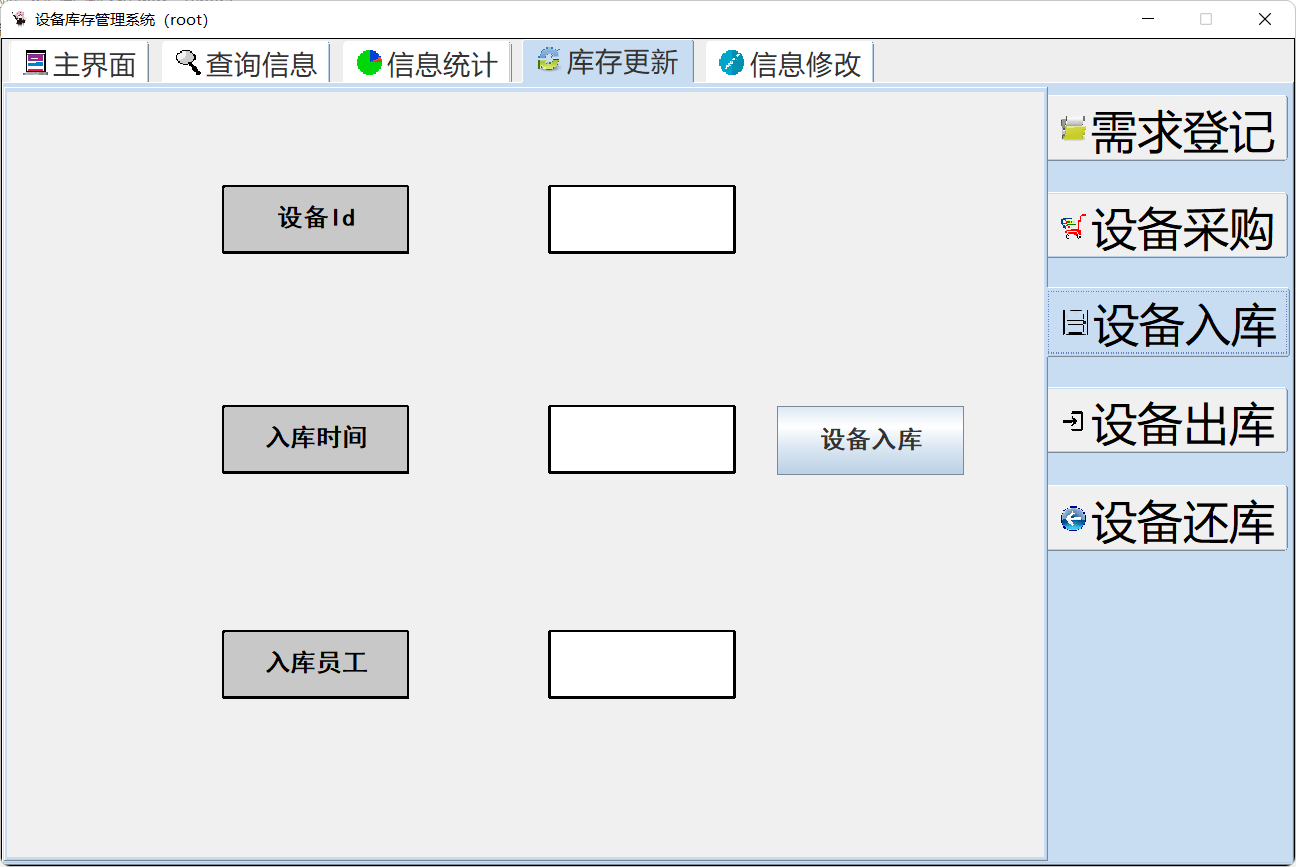 设备库存管理系统（root）
主界面
查询信息
信息统计
库存更新
信息修改
需求登记
设备采购
设备入库
设备出库
设备还库
设备Id
入库时间
设备入库
入库员工